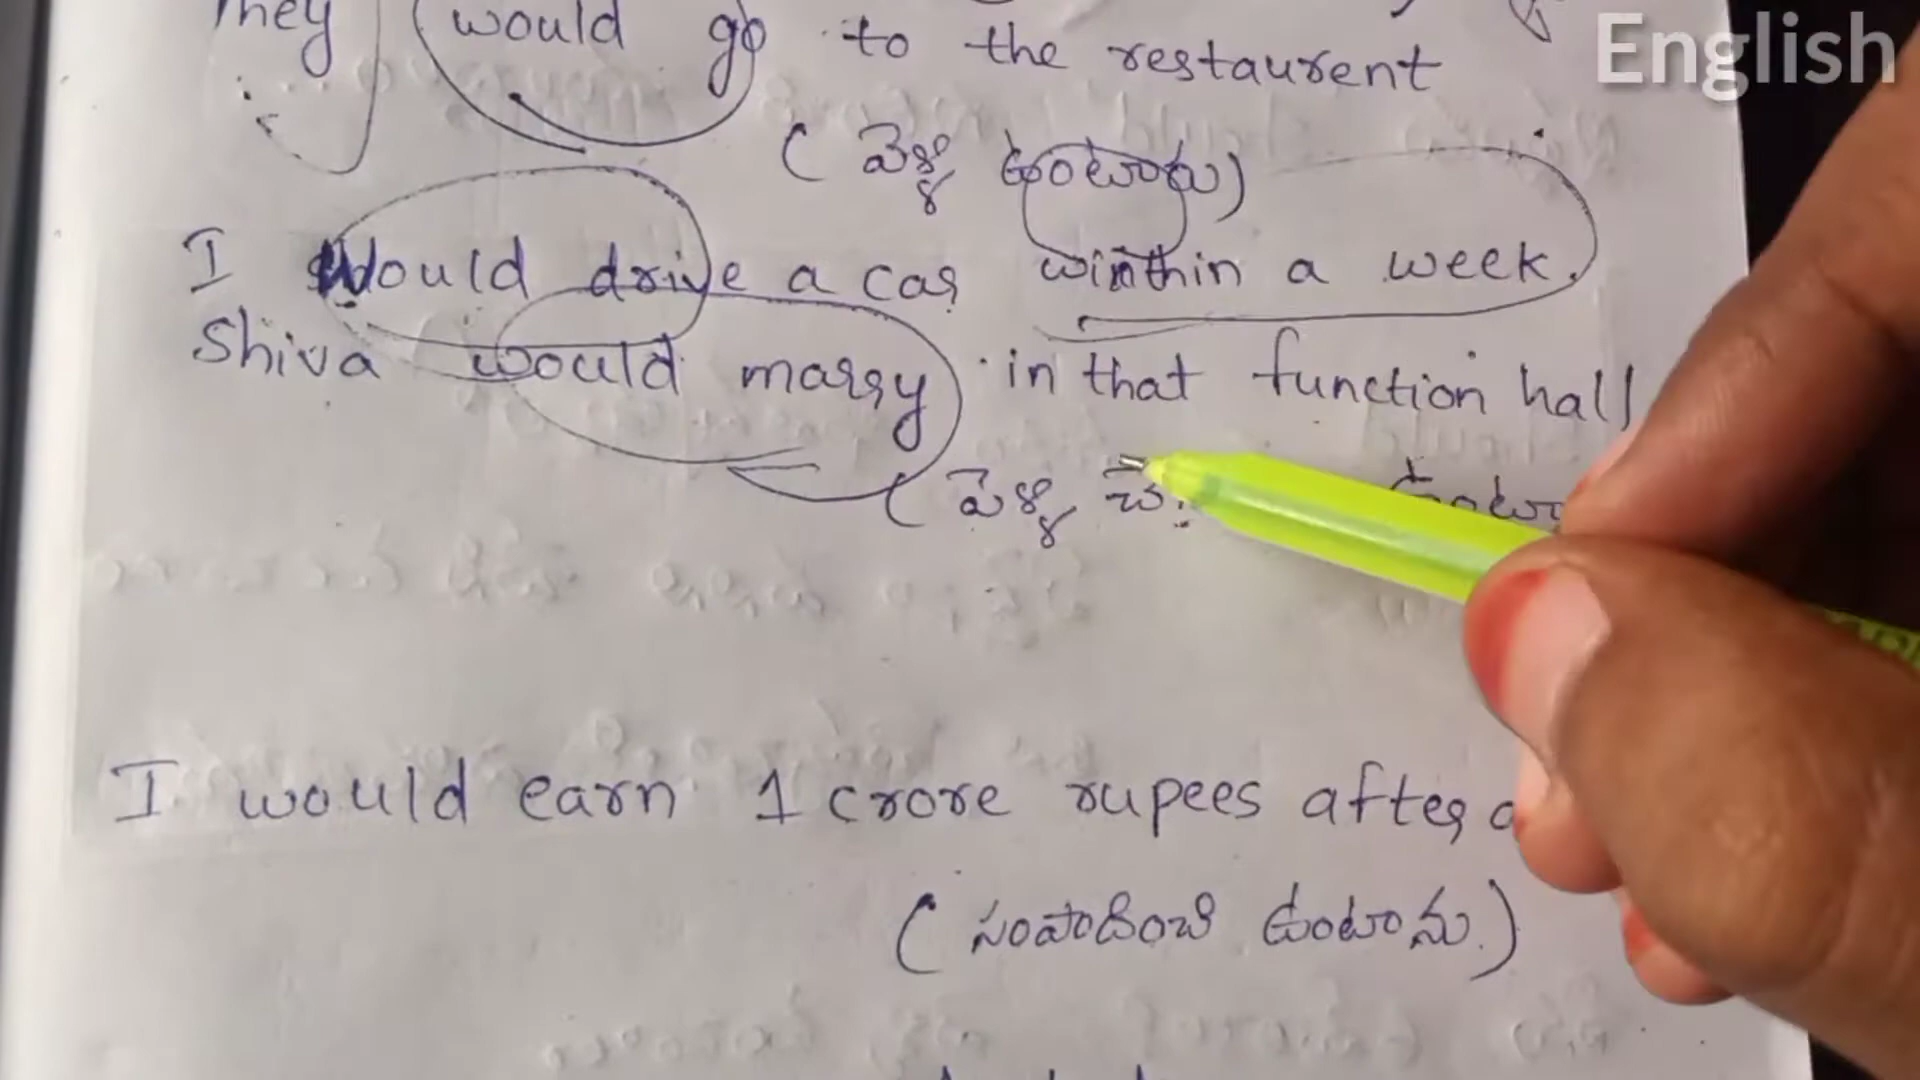 English
They would go to the restaurent
(వెళ్ళి ఉంటారు)
I would drive a car winthin a week.
Shiva would marry in that function hall
(పెళ్ళి
I would earn 1 crore rupees after
(సంపాదించి ఉంటాను.)